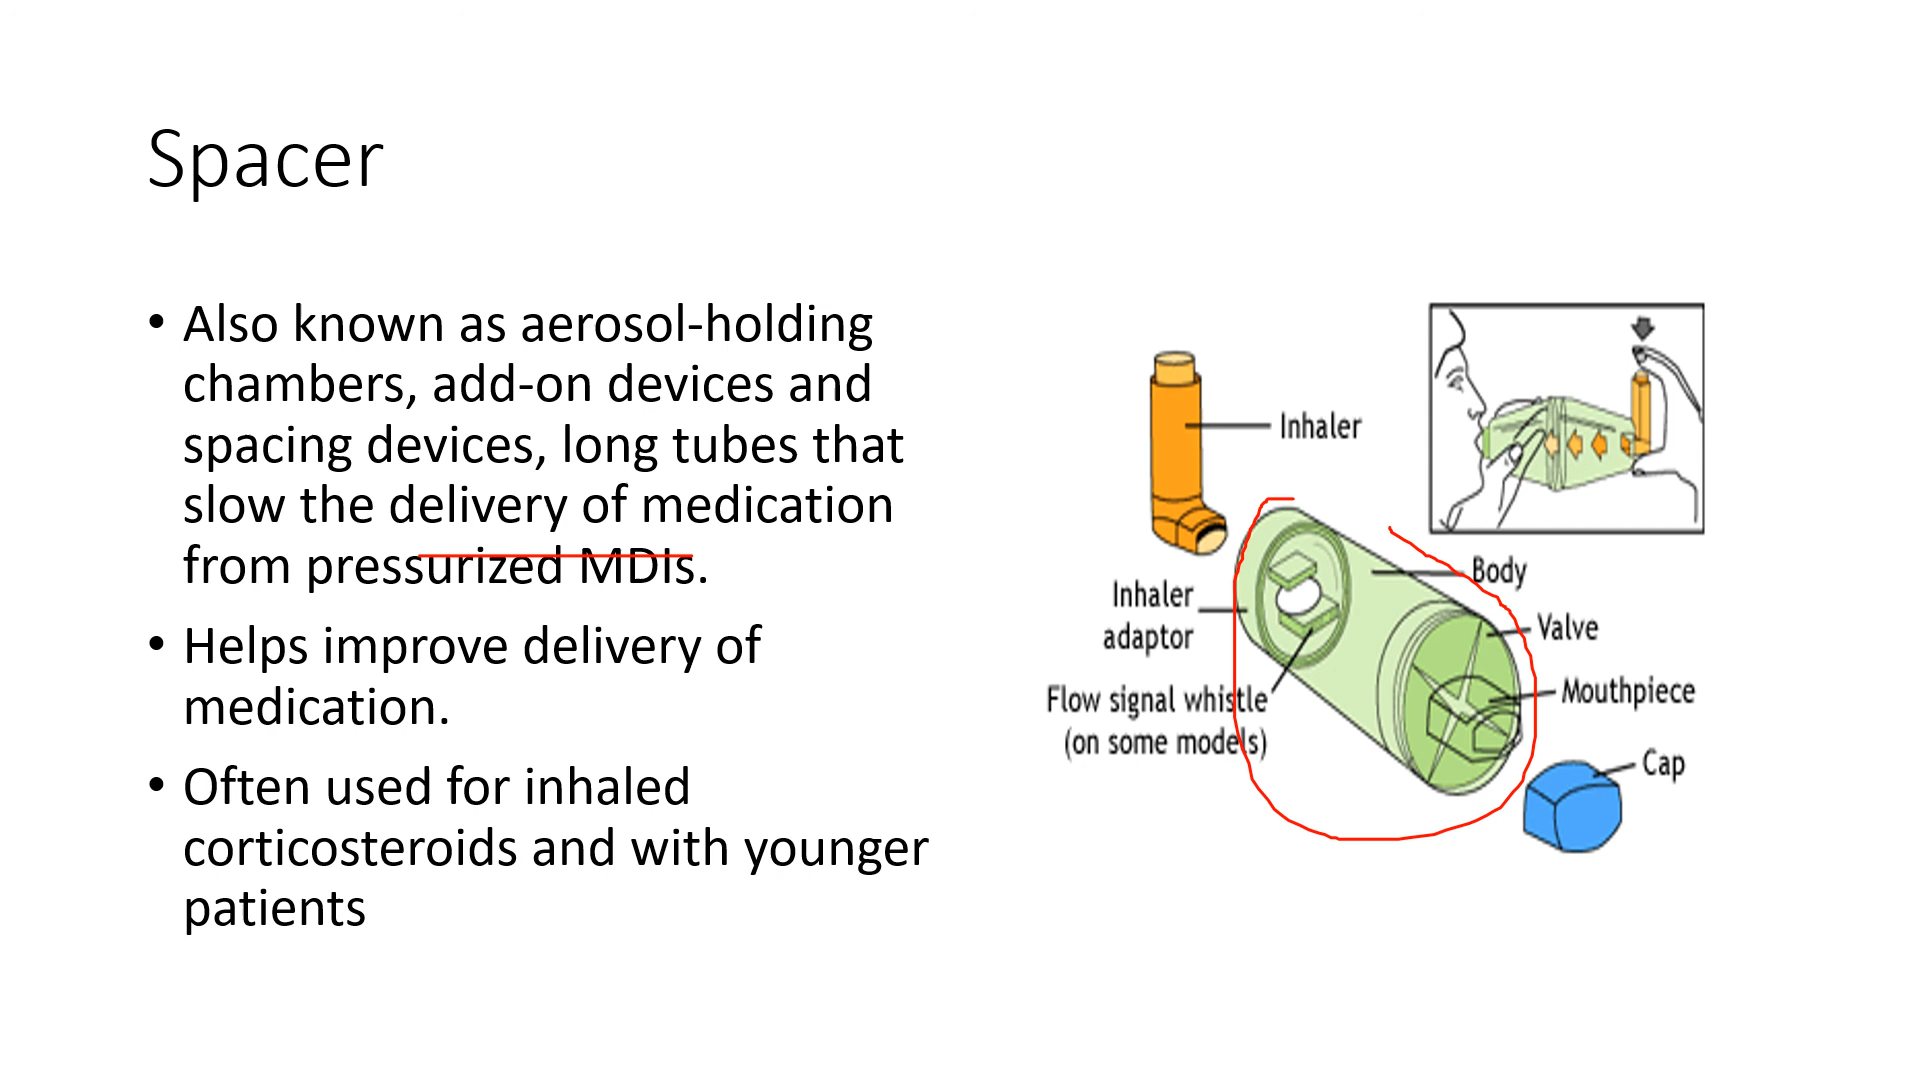 Spacer
• Also known as aerosol-holding
chambers, add-on devices and
spacing devices, long tubes that
slow the delivery of medication
from pressurized MDIs.
• Helps improve delivery of
medication.
• Often used for inhaled
corticosteroids and with younger
patients
Inhaler
Inhaler
adaptor
Flow signal whistle
(on some models)
Body
Valve
Mouthpiece
Cap